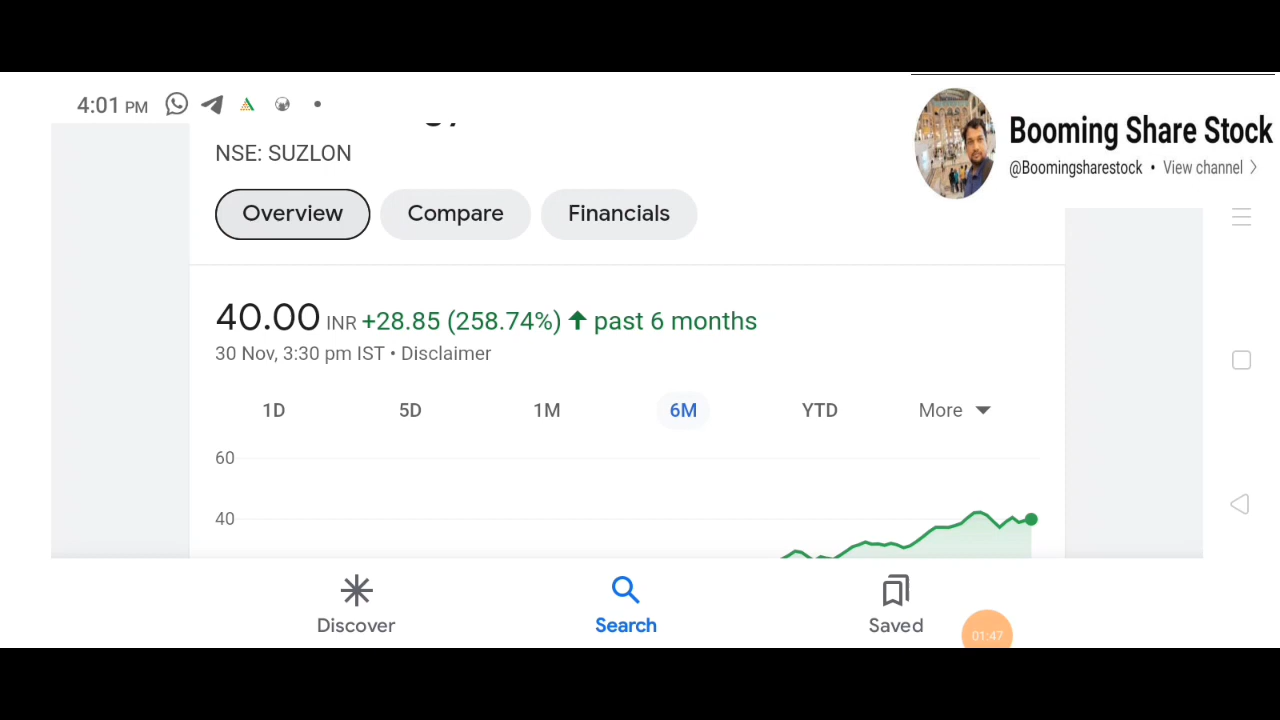 4:01 PM
Booming Share Stock
@Boomingsharestock • View channel
NSE: SUZLON
Overview Compare Financials
40.00 INR +28.85 (258.74%) ↑ past 6 months
30 Nov, 3:30 pm IST • Disclaimer
1D 5D 1M 6M YTD More
60
40
Discover Search Saved
01:47